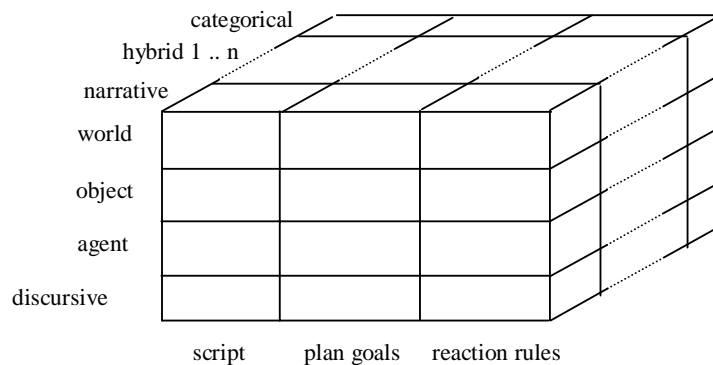 categorical
hybrid 1 .. n
narrative
world
object
agent
discursive
script plan goals reaction rules